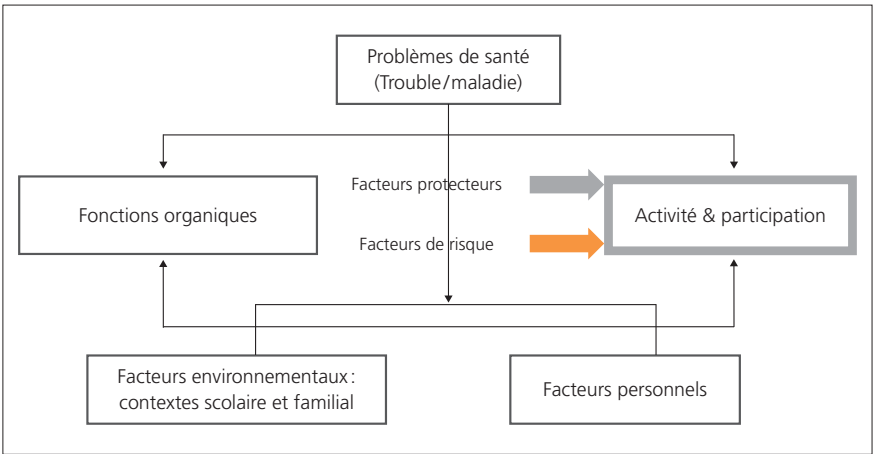 Problèmes de santé
(Trouble/maladie)
Facteurs protecteurs
Fonctions organiques
Activité & participation
Facteurs de risque
Facteurs environnementaux :
contextes scolaire et familial
Facteurs personnels